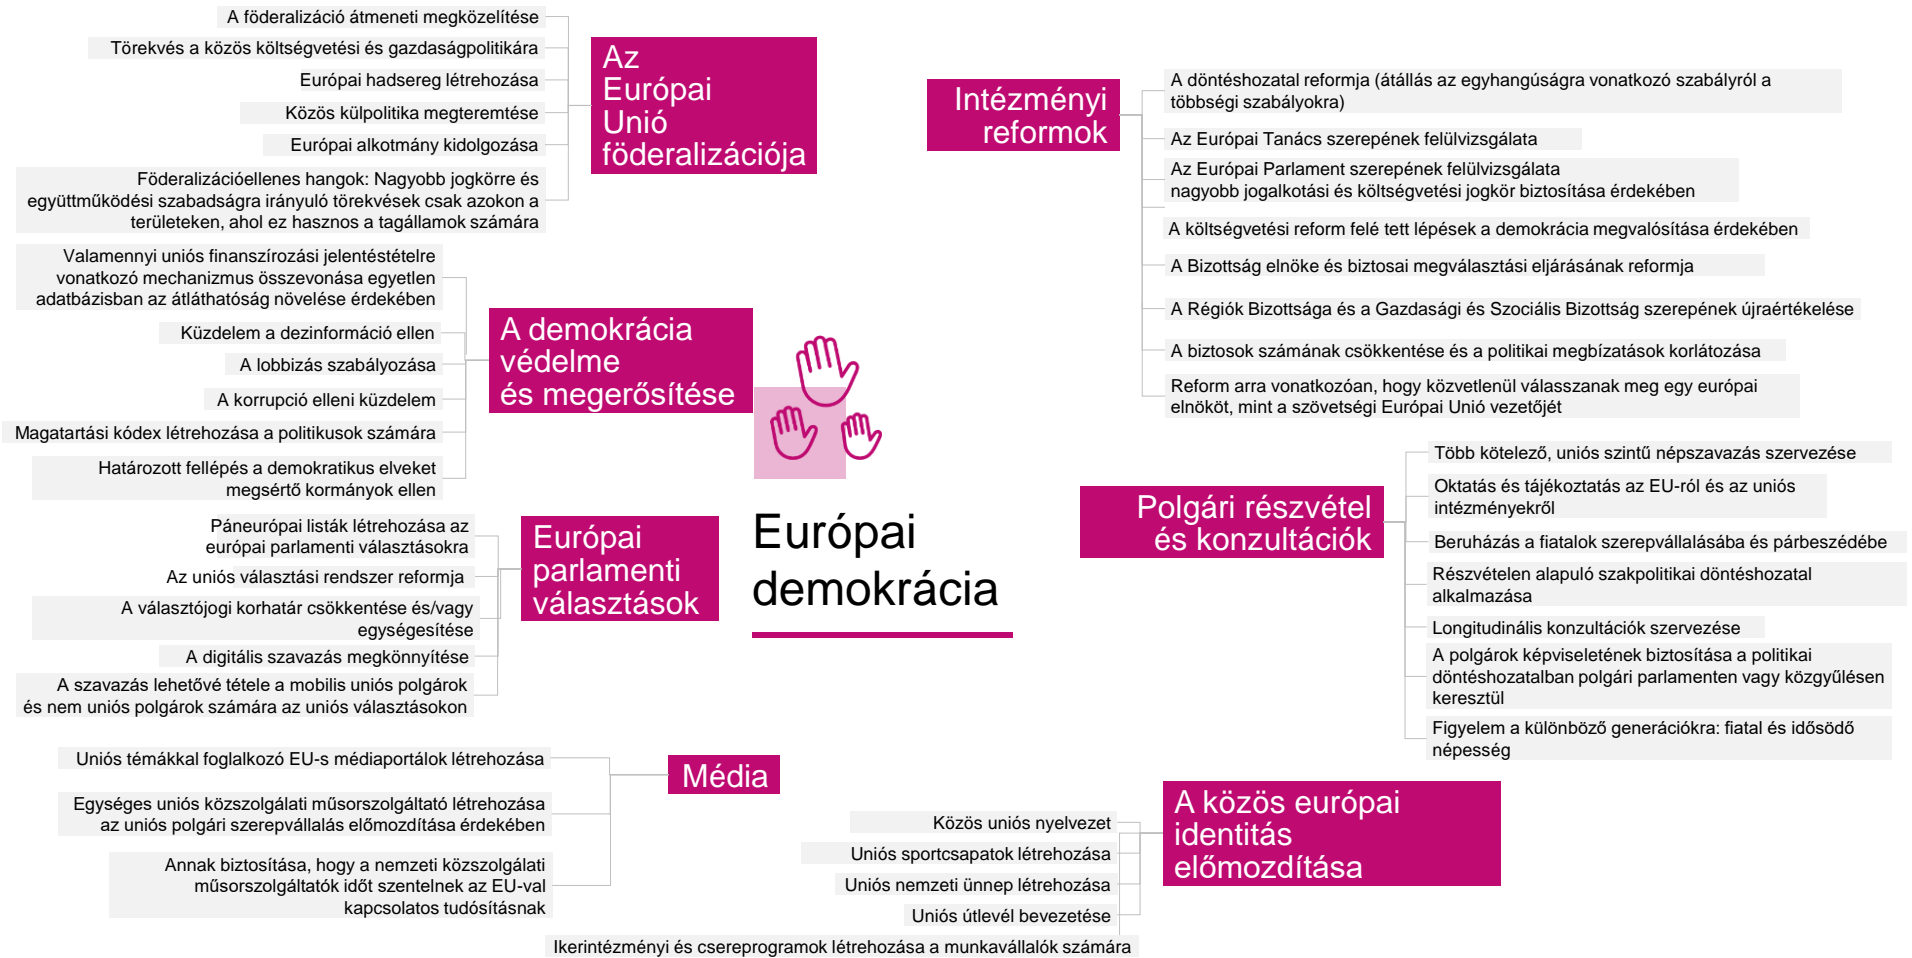 A föderalizáció átmeneti megközelítése
Törekvés a közös költségvetési és gazdaságpolitikára
Európai hadsereg létrehozása
Közös külpolitika megteremtése
Európai alkotmány kidolgozása
Föderalizációellenes hangok: Nagyobb jogkörre és
együttműködési szabadságra irányuló törekvések csak azokon a
területeken, ahol ez hasznos a tagállamok számára
Az
Európai
Unió
föderalizációja
Valamennyi uniós finanszírozási jelentéstételre
vonatkozó mechanizmus összevonása egyetlen
adatbázisban az átláthatóság növelése érdekében
Küzdelem a dezinformáció ellen
A lobbizás szabályozása
A korrupció elleni küzdelem
Magatartási kódex létrehozása a politikusok számára
Határozott fellépés a demokratikus elveket
megsértő kormányok ellen
A demokrácia
védelme
és megerősítése
Páneurópai listák létrehozása az
európai parlamenti választásokra
Az uniós választási rendszer reformja
A választójogi korhatár csökkentése és/vagy
egységesítése
A digitális szavazás megkönnyítése
A szavazás lehetővé tétele a mobilis uniós polgárok
és nem uniós polgárok számára az uniós választásokon
Európai
parlamenti
választások
Uniós témákkal foglalkozó EU-s médiaportálok létrehozása
Egységes uniós közszolgálati műsorszolgáltató létrehozása
az uniós polgári szerepvállalás előmozdítása érdekében
Annak biztosítása, hogy a nemzeti közszolgálati
műsorszolgáltatók időt szentelnek az EU-val
kapcsolatos tudósításnak
Média
Európai
demokrácia
Intézményi
reformok
A döntéshozatal reformja (átállás az egyhangúságra vonatkozó szabályról a
többségi szabályokra)
Az Európai Tanács szerepének felülvizsgálata
Az Európai Parlament szerepének felülvizsgálata
nagyobb jogalkotási és költségvetési jogkör biztosítása érdekében
A költségvetési reform felé tett lépések a demokrácia megvalósítása érdekében
A Bizottság elnöke és biztosai megválasztási eljárásának reformja
A Régiók Bizottsága és a Gazdasági és Szociális Bizottság szerepének újraértékelése
A biztosok számának csökkentése és a politikai megbízatások korlátozása
Reform arra vonatkozóan, hogy közvetlenül válasszanak meg egy európai
elnököt, mint a szövetségi Európai Unió vezetőjét
Polgári részvétel
és konzultációk
Több kötelező, uniós szintű népszavazás szervezése
Oktatás és tájékoztatás az EU-ról és az uniós
intézményekről
Beruházás a fiatalok szerepvállalásába és párbeszédébe
Részvételen alapuló szakpolitikai döntéshozatal
alkalmazása
Longitudinális konzultációk szervezése
A polgárok képviseletének biztosítása a politikai
döntéshozatalban polgári parlamenten vagy közgyűlésen
keresztül
Figyelem a különböző generációkra: fiatal és idősödő
népesség
A közös európai
identitás
előmozdítása
Közös uniós nyelvezet
Uniós sportcsapatok létrehozása
Uniós nemzeti ünnep létrehozása
Uniós útlevél bevezetése
Ikerintézményi és csereprogramok létrehozása a munkavállalók számára